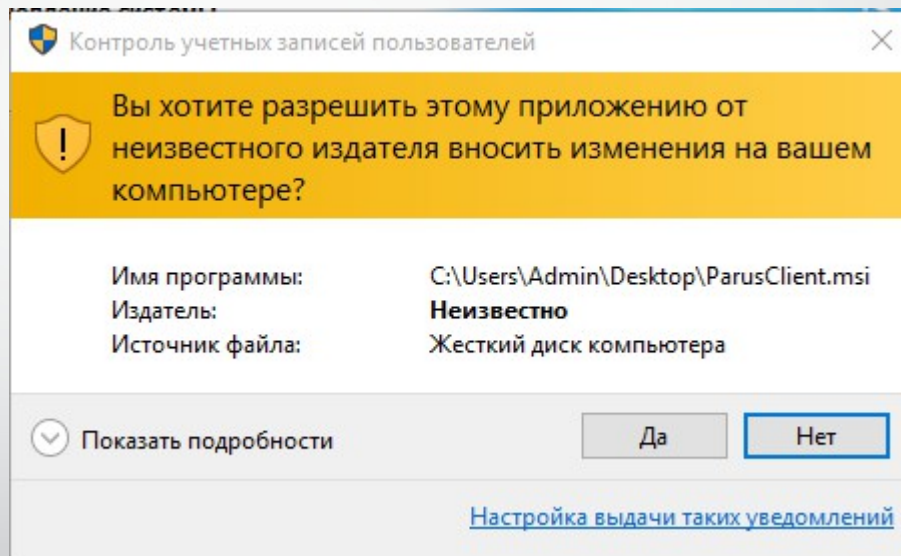 Контроль учетных записей пользователей
Вы хотите разрешить этому приложению от
неизвестного издателя вносить изменения на вашем
компьютере?
Имя программы: C:\Users\Admin\Desktop\ParusClient.msi
Издатель: Неизвестно
Источник файла: Жесткий диск компьютера
Показать подробности Да Нет
Настройка выдачи таких уведомлений